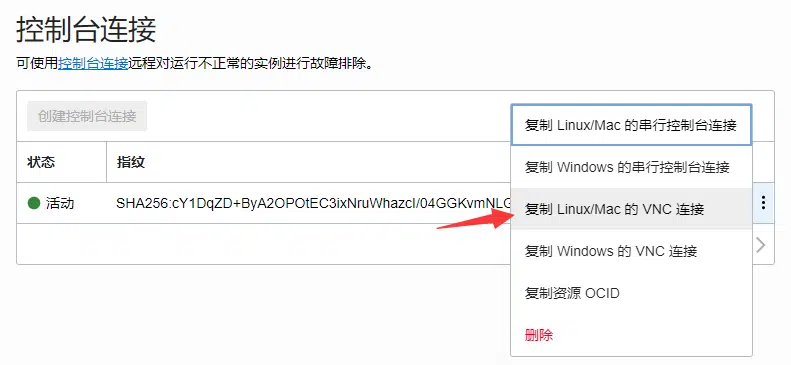 控制台连接
可使用控制台连接远程对运行不正常的实例进行故障排除。
创建控制台连接
状态 指纹
活动 SHA256:cY1DqZD+ByA2OPOtEC3ixNruWhazcI/04GGKvmNLG
复制 Linux/Mac 的串行控制台连接
复制 Windows 的串行控制台连接
复制 Linux/Mac 的 VNC 连接
复制 Windows 的 VNC 连接
复制资源 OCID
删除